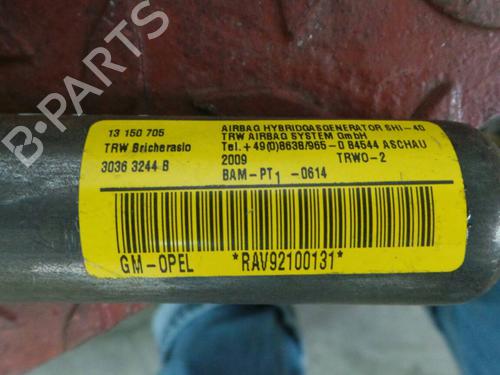 B-PARTS
13 150 705
TRW Bricherasio
3036 3244 B
AIRBAG HYBRIDGASGENERATOR SHI-4D
TRW AIRBAG SYSTEM GmbH
Tel.+49(0)8638/965-0 84544 ASCHAU
2009 TRWO-2
BAM-PT1 -0614
GM-OPEL *RAV92100131*